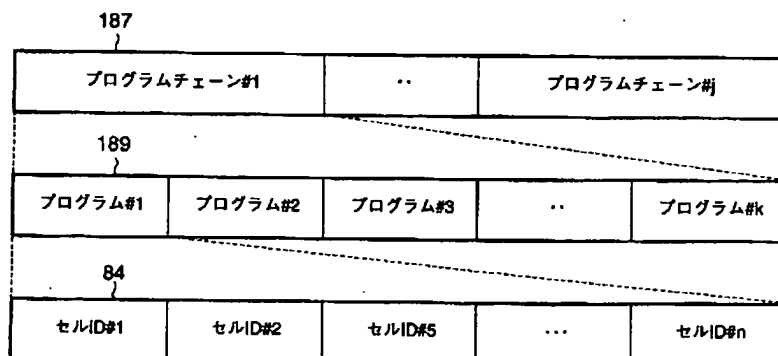 187
プログラムチェーン#1 ‥ プログラムチェーン#j
189
プログラム#1 プログラム#2 プログラム#3 ‥ プログラム#k
84
セルID#1 セルID#2 セルID#5 ... セルID#n